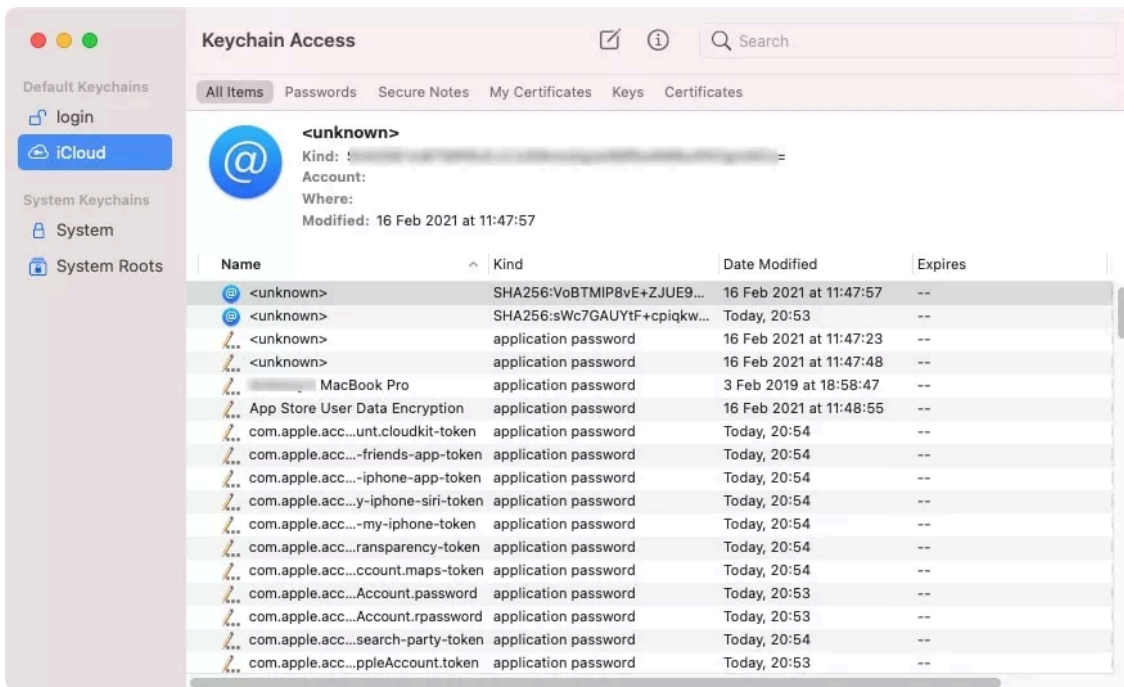 Keychain Access
Search
Default Keychains
login
iCloud
System Keychains
System
System Roots
All Items Passwords Secure Notes My Certificates Keys Certificates
<unknown>
Kind:
Account:
Where:
Modified: 16 Feb 2021 at 11:47:57
Name Kind Date Modified Expires
<unknown> SHA256:VoBTMIP8vE+ZJUE9... 16 Feb 2021 at 11:47:57 --
<unknown> SHA256:sWc7GAUYtF+cpiqkw... Today, 20:53 --
<unknown> application password 16 Feb 2021 at 11:47:23 --
<unknown> application password 16 Feb 2021 at 11:47:48 --
MacBook Pro application password 3 Feb 2019 at 18:58:47 --
App Store User Data Encryption application password 16 Feb 2021 at 11:48:55 --
com.apple.acc...unt.cloudkit-token application password Today, 20:54 --
com.apple.acc...-friends-app-token application password Today, 20:54 --
com.apple.acc...-iphone-app-token application password Today, 20:54 --
com.apple.acc...y-iphone-siri-token application password Today, 20:54 --
com.apple.acc...-my-iphone-token application password Today, 20:54 --
com.apple.acc...ransparency-token application password Today, 20:54 --
com.apple.acc...ccount.maps-token application password Today, 20:54 --
com.apple.acc...Account.password application password Today, 20:53 --
com.apple.acc...Account.rpassword application password Today, 20:53 --
com.apple.acc...search-party-token application password Today, 20:54 --
com.apple.acc...ppleAccount.token application password Today, 20:53 --